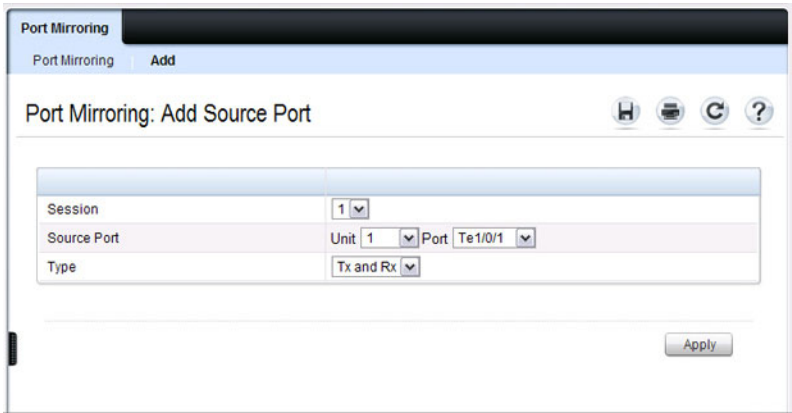 Port Mirroring
Port Mirroring Add
Port Mirroring: Add Source Port
?
Session 1
Source Port Unit 1 Port Te1/0/1
Type Tx and Rx
Apply